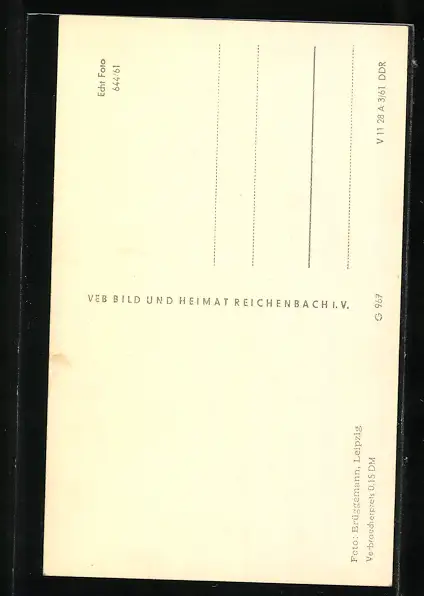 Echt Foto
644/61
V 11 28 A 3/61 DDR
VEB BILD UND HEIMAT REICHENBACH I. V.
G 967
Foto: Brüggemann, Leipzig
Verbraucherpreis 0,15 DM